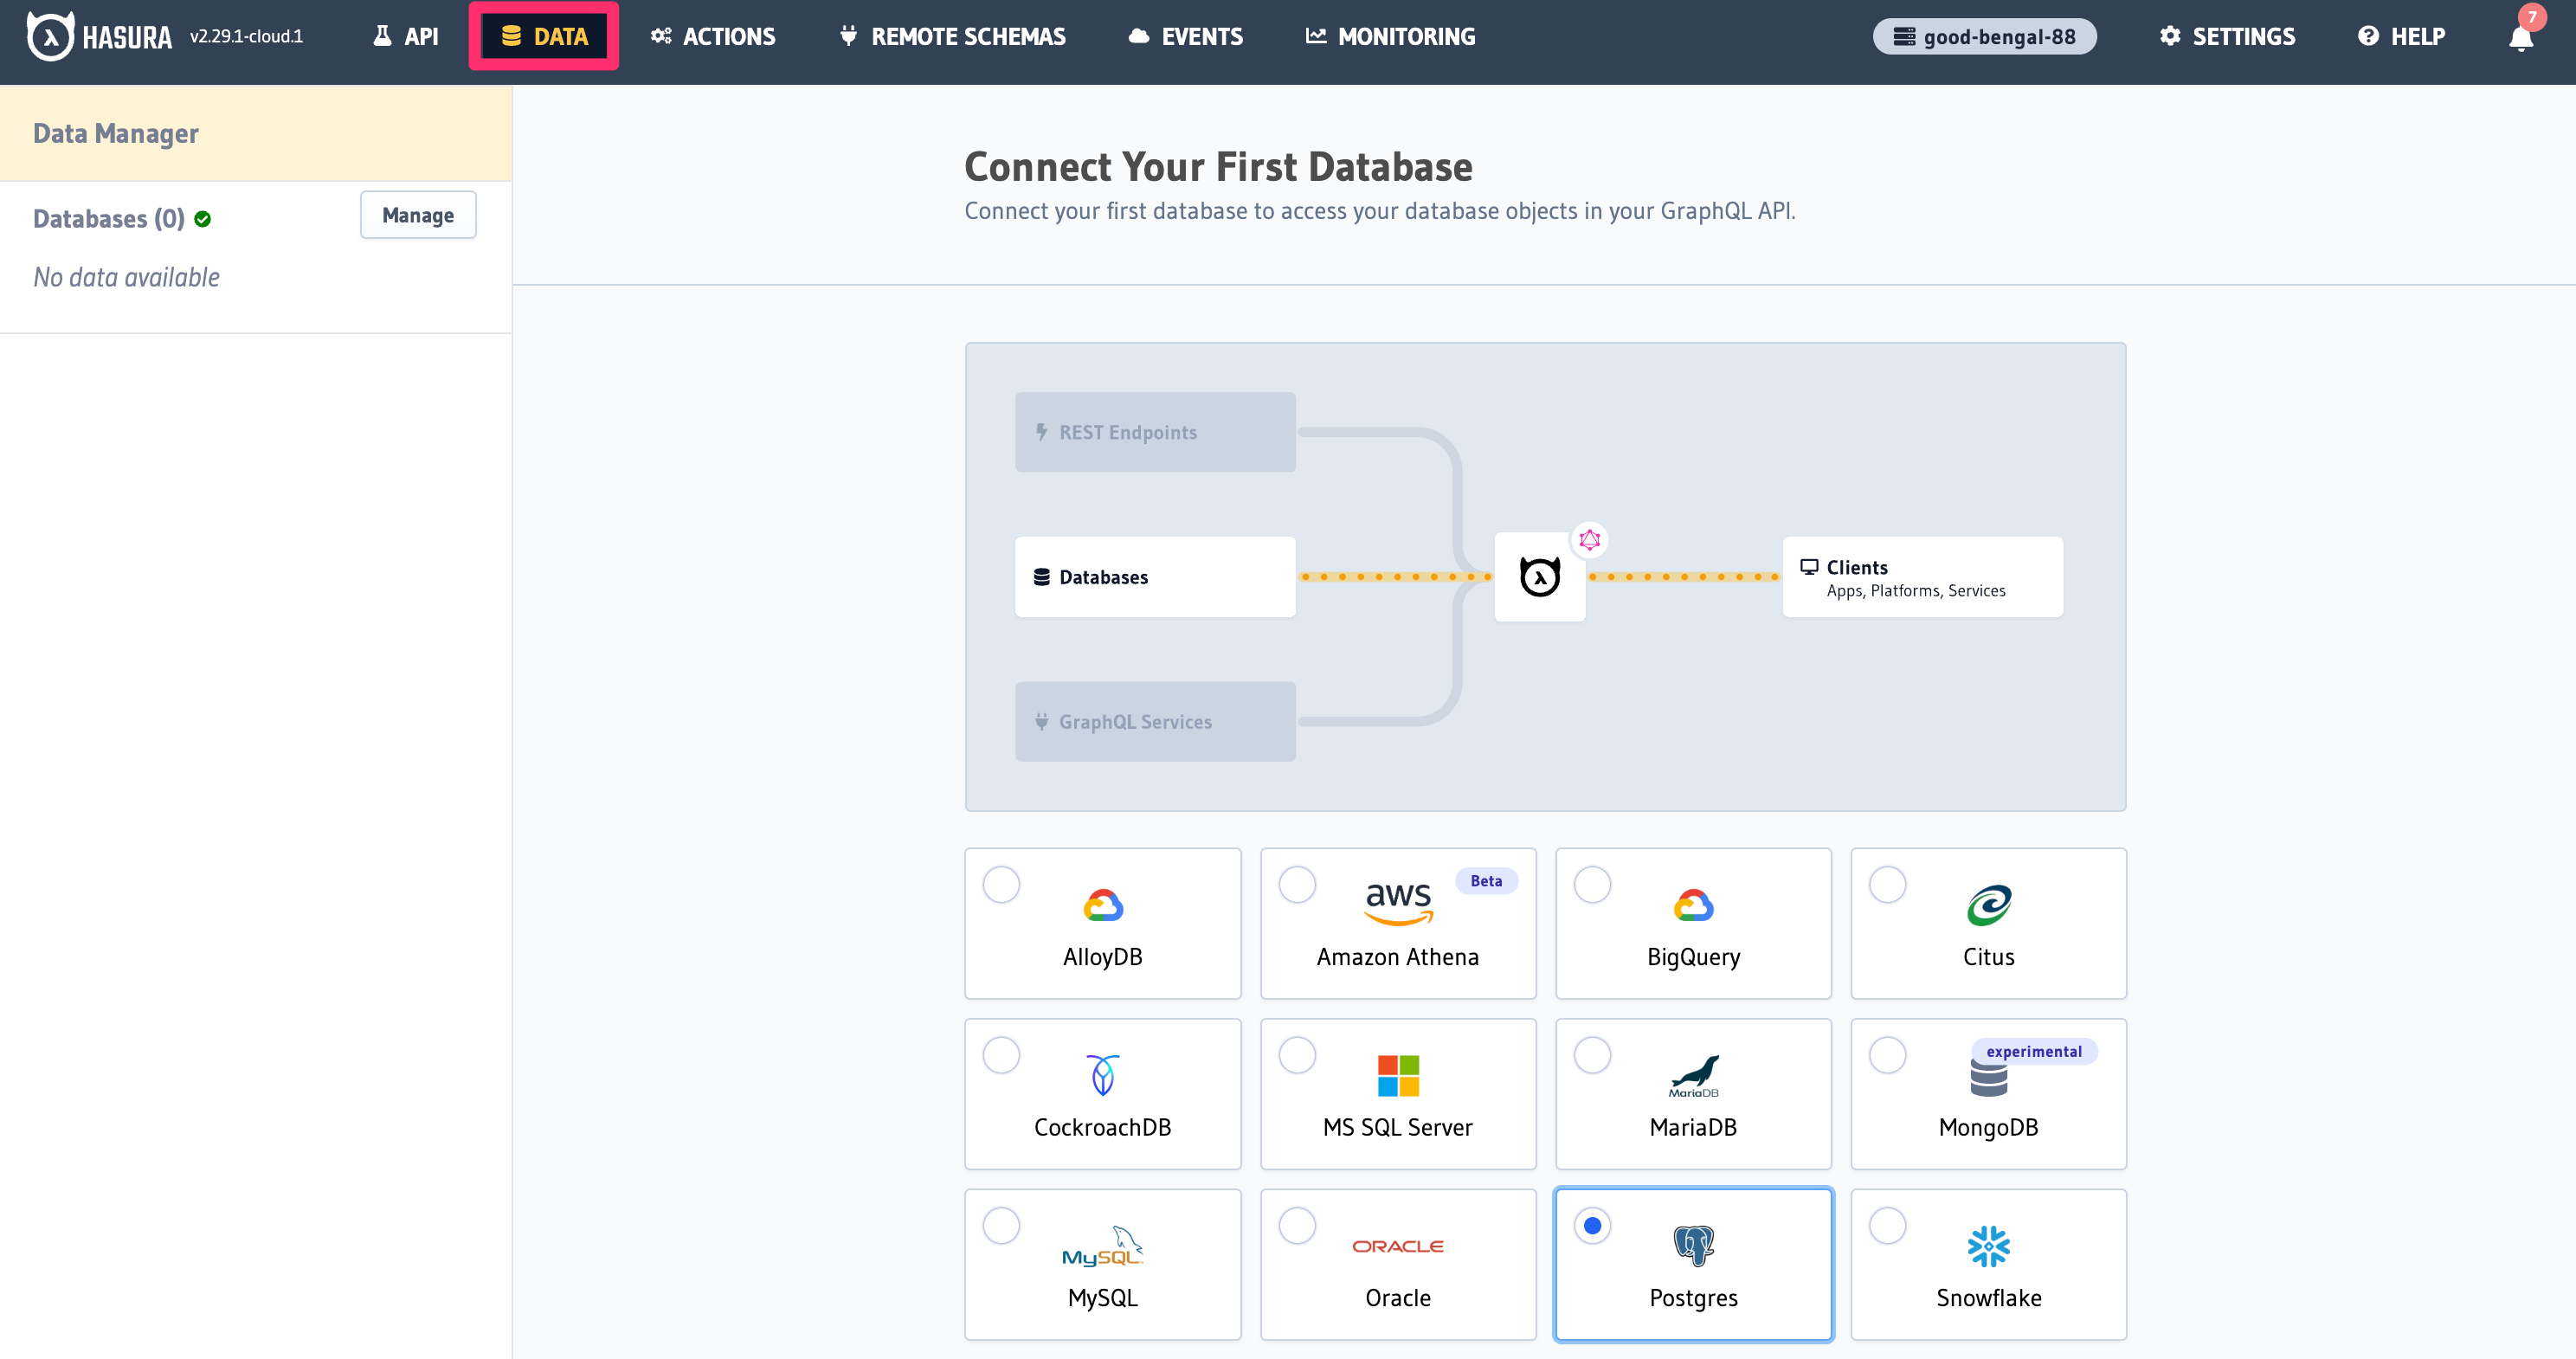 HASURA v2.29.1-cloud.1 API DATA ACTIONS REMOTE SCHEMAS EVENTS MONITORING good-bengal-88 SETTINGS HELP 7
Data Manager
Databases (0) Manage
No data available
Connect Your First Database
Connect your first database to access your database objects in your GraphQL API.
REST Endpoints
Databases
Clients
Apps, Platforms, Services
GraphQL Services
AlloyDB
aws Beta
Amazon Athena
BigQuery
Citus
CockroachDB
MS SQL Server
MariaDB
MariaDB
experimental
MongoDB
MySQL
MySQL
ORACLE
Oracle
Postgres
Snowflake